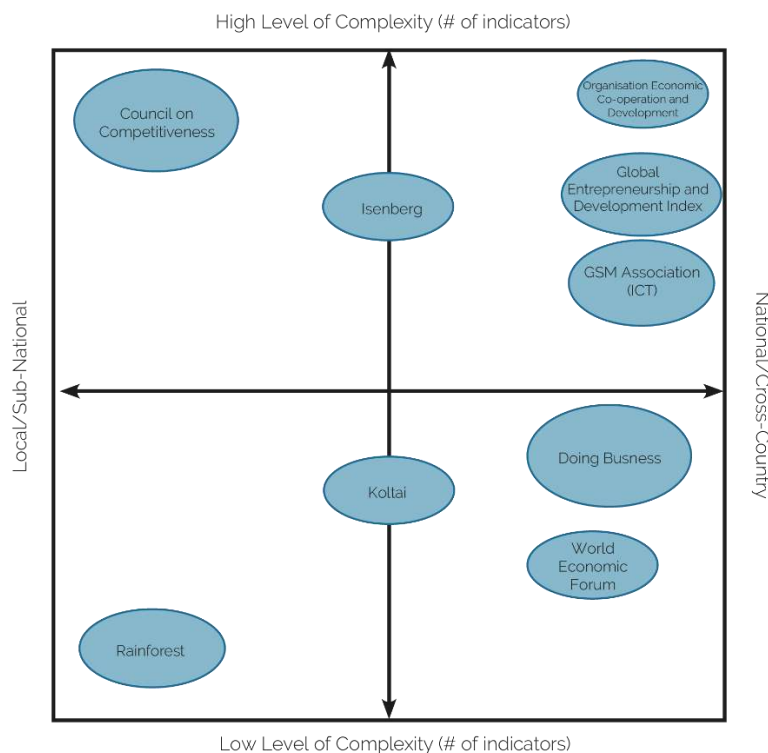 High Level of Complexity (# of indicators)
Organisation Economic
Co-operation and
Development
Council on
Competitiveness
Global
Entrepreneurship and
Development Index
Isenberg
GSM Association
(ICT)
Local/Sub-National
National/Cross-Country
Doing Busness
Koltai
World
Economic
Forum
Rainforest
Low Level of Complexity (# of indicators)